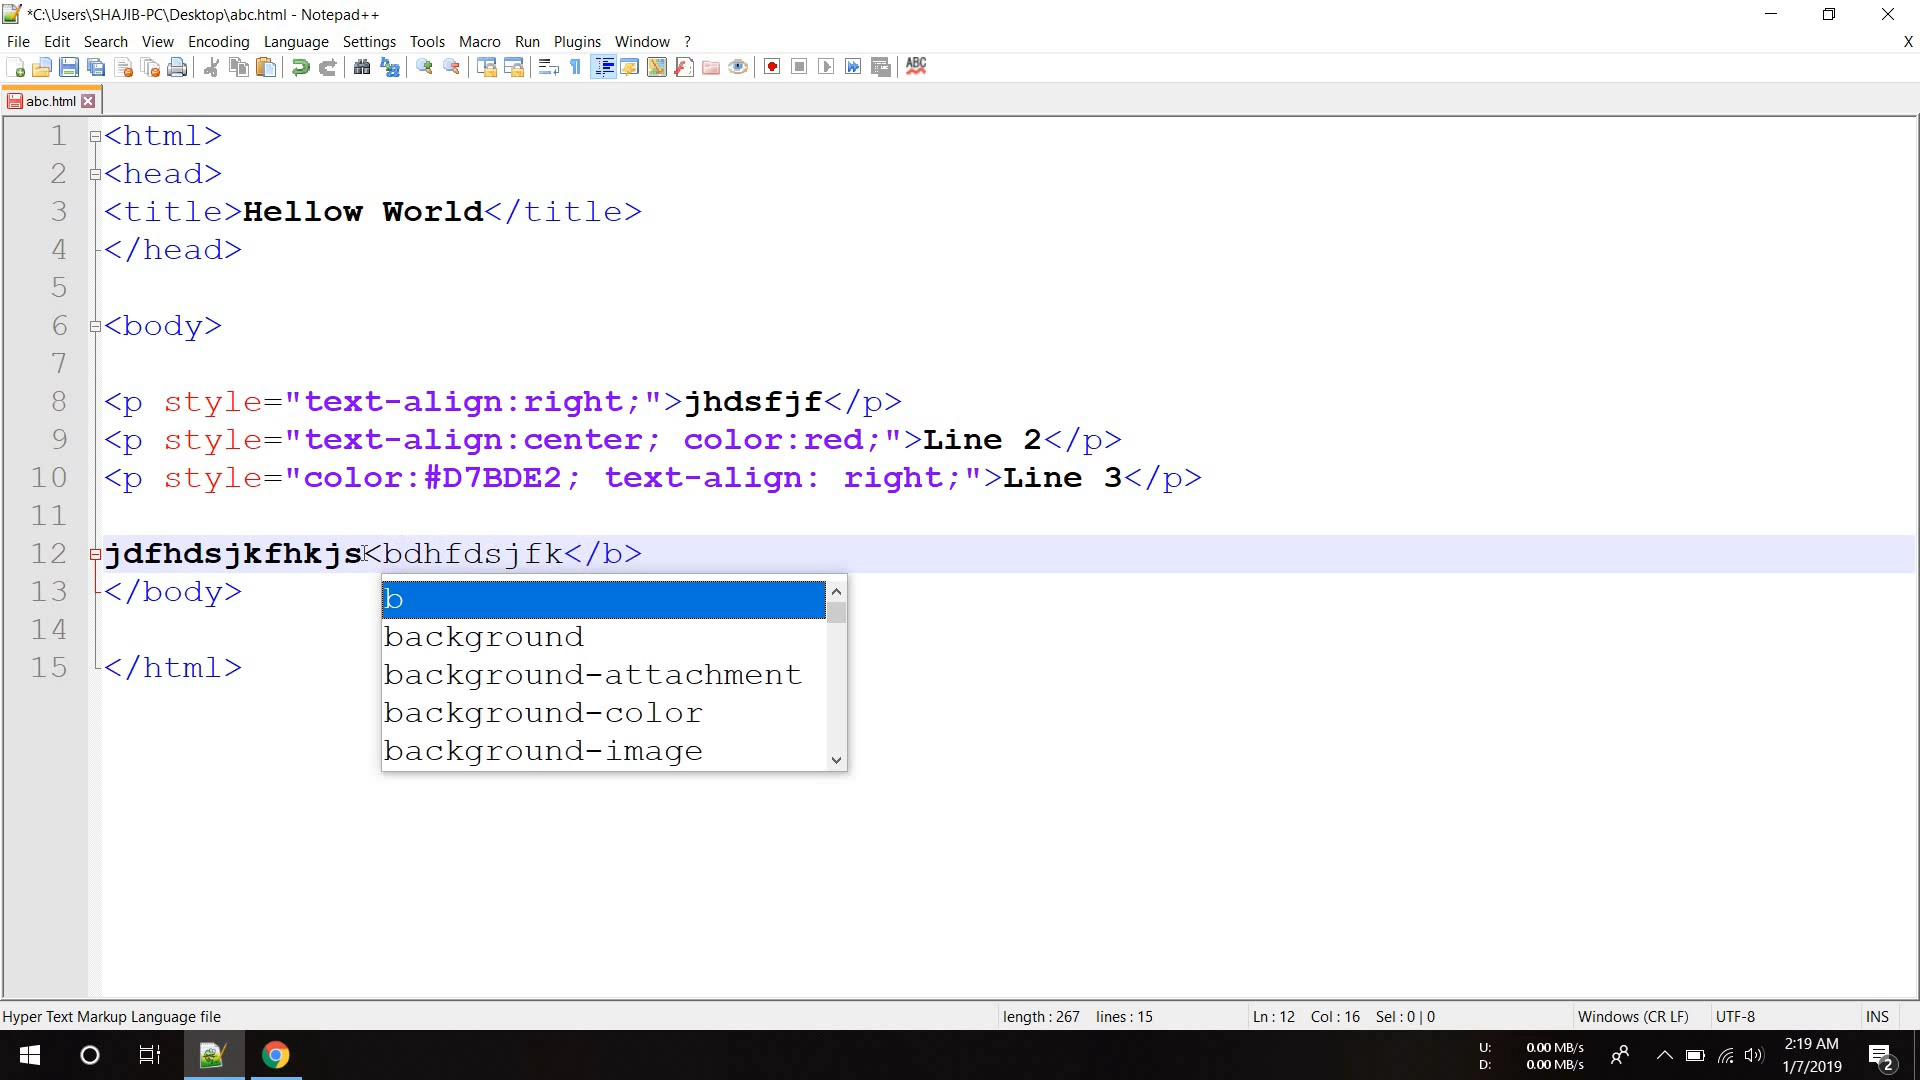 *C:\Users\SHAJIB-PC\Desktop\abc.html - Notepad++
File Edit Search View Encoding Language Settings Tools Macro Run Plugins Window ? X
ABC
abc.html
1 <html>
2 <head>
3 <title>Hellow World</title>
4 </head>
5
6 <body>
7
8 <p style="text-align:right;">jhdsfjf</p>
9 <p style="text-align:center; color:red;">Line 2</p>
10 <p style="color:#D7BDE2; text-align: right;">Line 3</p>
11
12 jdfhdsjkfhkjs<bdhfdsjfk</b>
b
13 </body>
background
14
background-attachment
15 </html>
background-color
background-image
Hyper Text Markup Language file length : 267 lines : 15 Ln : 12 Col : 16 Sel : 0 | 0 Windows (CR LF) UTF-8 INS
U: 0.00 MB/s
D: 0.00 MB/s
2:19 AM
1/7/2019
2